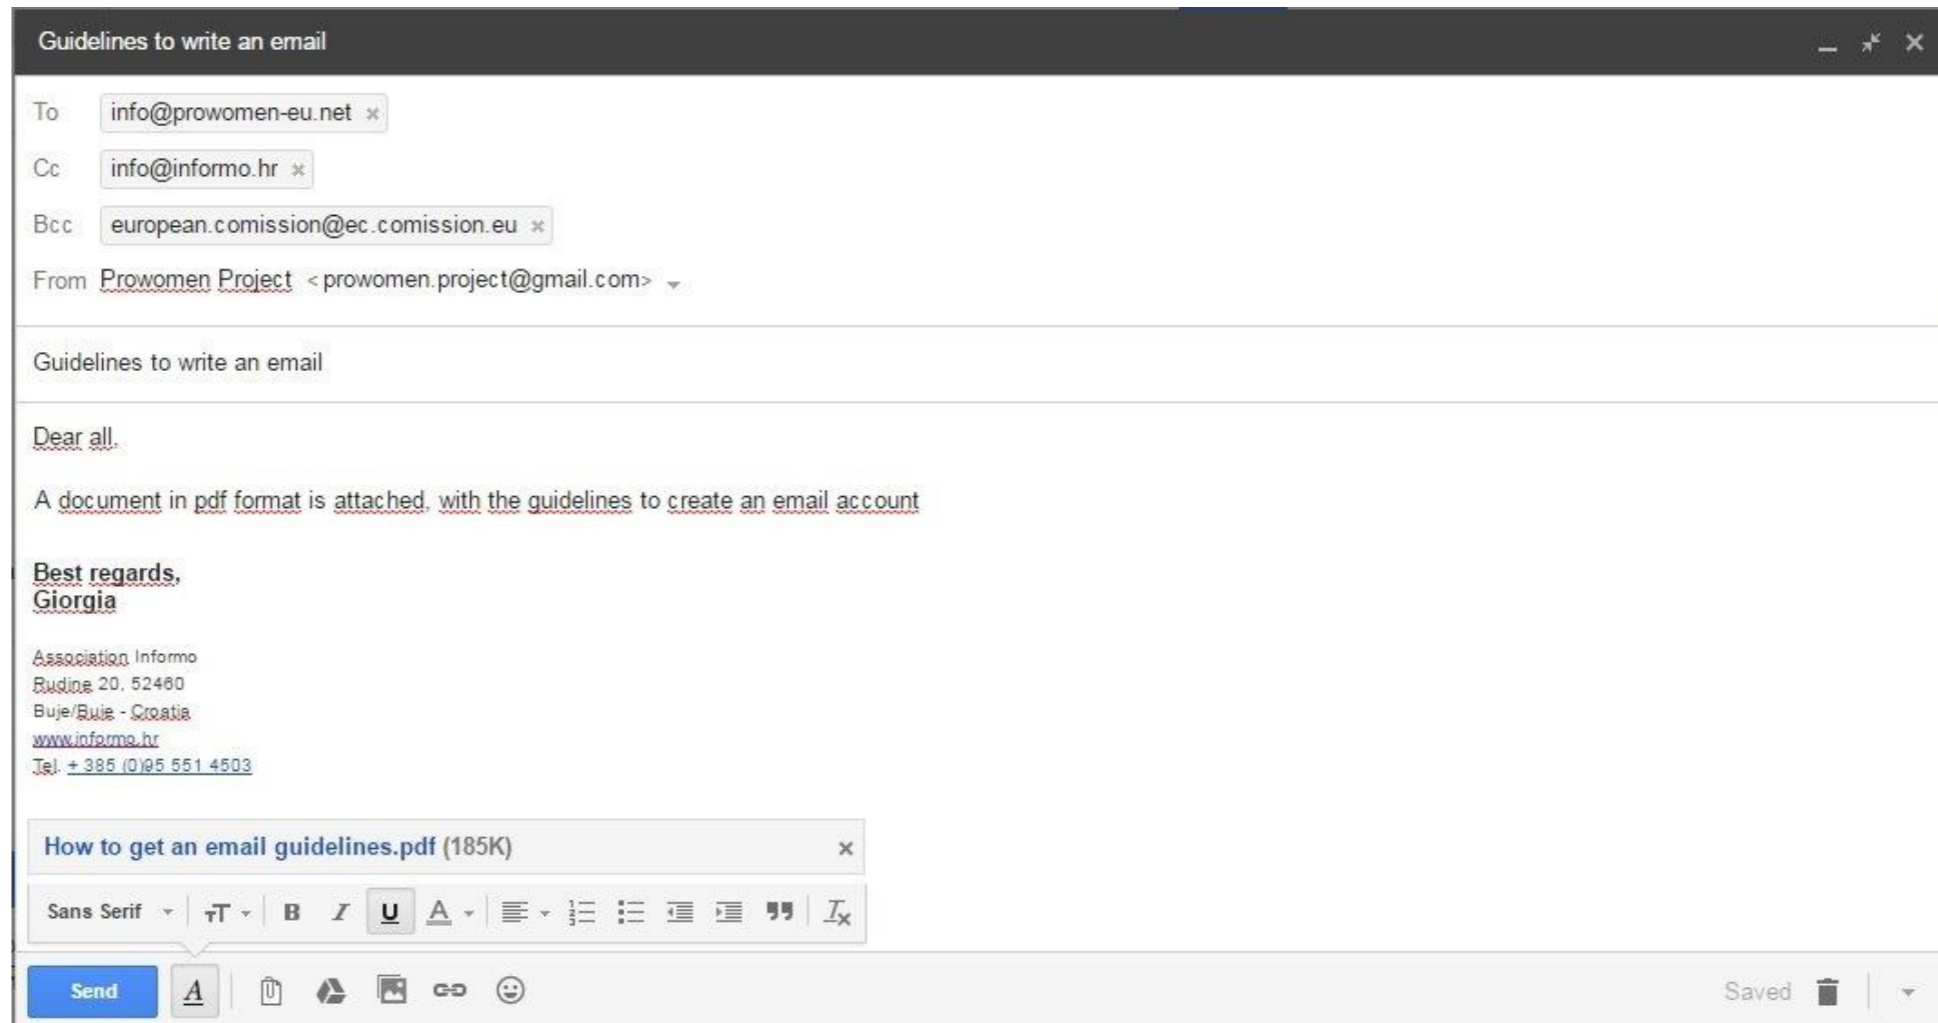 Guidelines to write an email
To info@prowomen-eu.net
Cc info@informo.hr
Bcc european.comission@ec.comission.eu
From Prowomen Project <prowomen.project@gmail.com>
Guidelines to write an email
Dear all,
A document in pdf format is attached, with the guidelines to create an email account
Best regards,
Giorgia
Association Informo
Rudine 20, 52460
Buje/Buie - Croatia
www.informo.hr
Tel. + 385 (0)95 551 4503
How to get an email guidelines.pdf (185K)
Sans Serif TT B I U A
Send A Saved